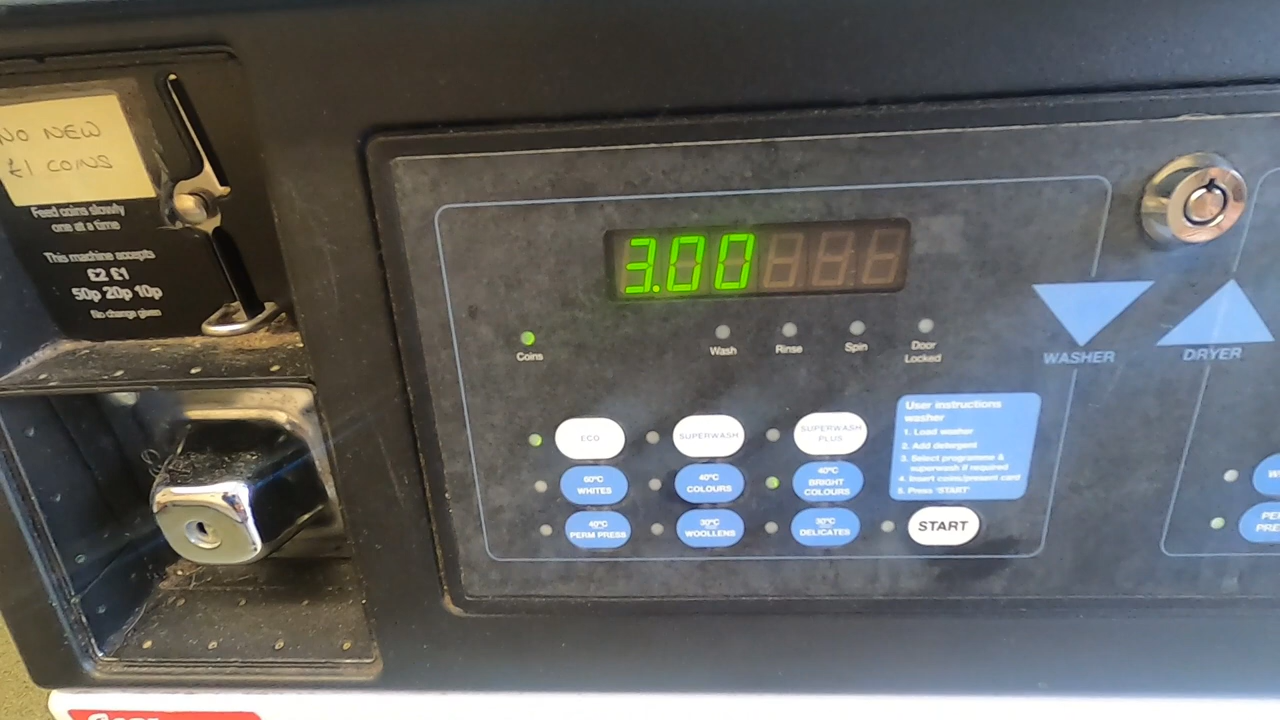 NO NEW
£1 COINS
Feed coins slowly
one at a time
This machine accepts
£2 £1
50p 20p 10p
No change given
3.00
Coins
Wash
Rinse
Spin
Door
Locked
WASHER
DRYER
ECO
SUPERWASH
SUPERWASH
PLUS
60°C
WHITES
40°C
COLOURS
40°C
BRIGHT
COLOURS
40°C
PERM PRESS
30°C
WOOLLENS
30°C
DELICATES
START
User instructions
washer
1. Load washer
2. Add detergent
3. Select programme &
superwash if required
4. Insert coins/present card
5. Press 'START'